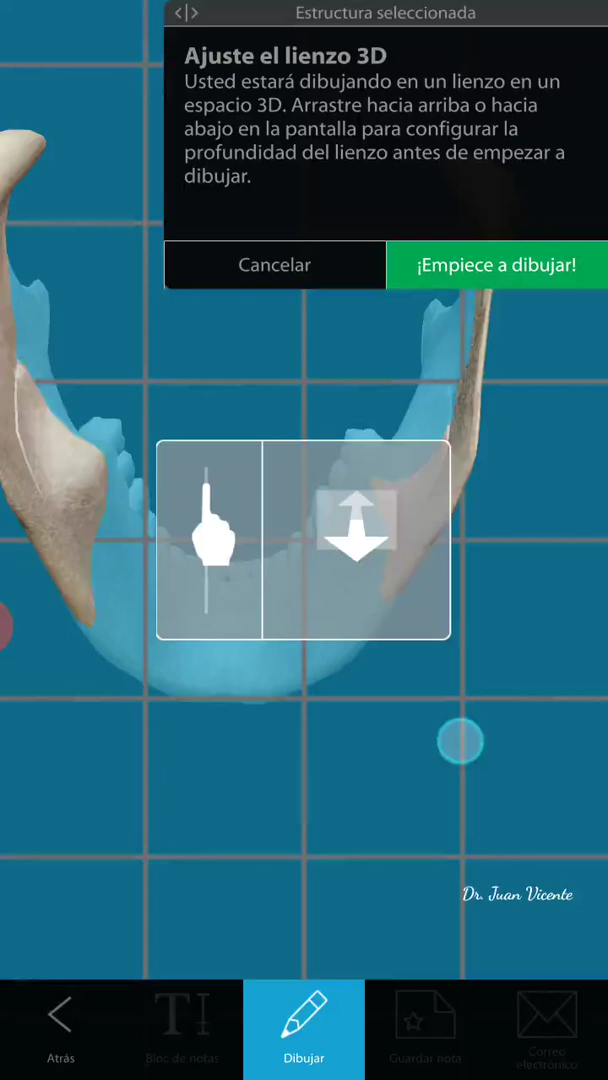 Estructura seleccionada
Ajuste el lienzo 3D
Usted estará dibujando en un lienzo en un
espacio 3D. Arrastre hacia arriba o hacia
abajo en la pantalla para configurar la
profundidad del lienzo antes de empezar a
dibujar.
Cancelar
¡Empiece a dibujar!
Dr. Juan Vicente
Atrás
Bloc de notas
Dibujar
Guardar nota
Correo
electrónico